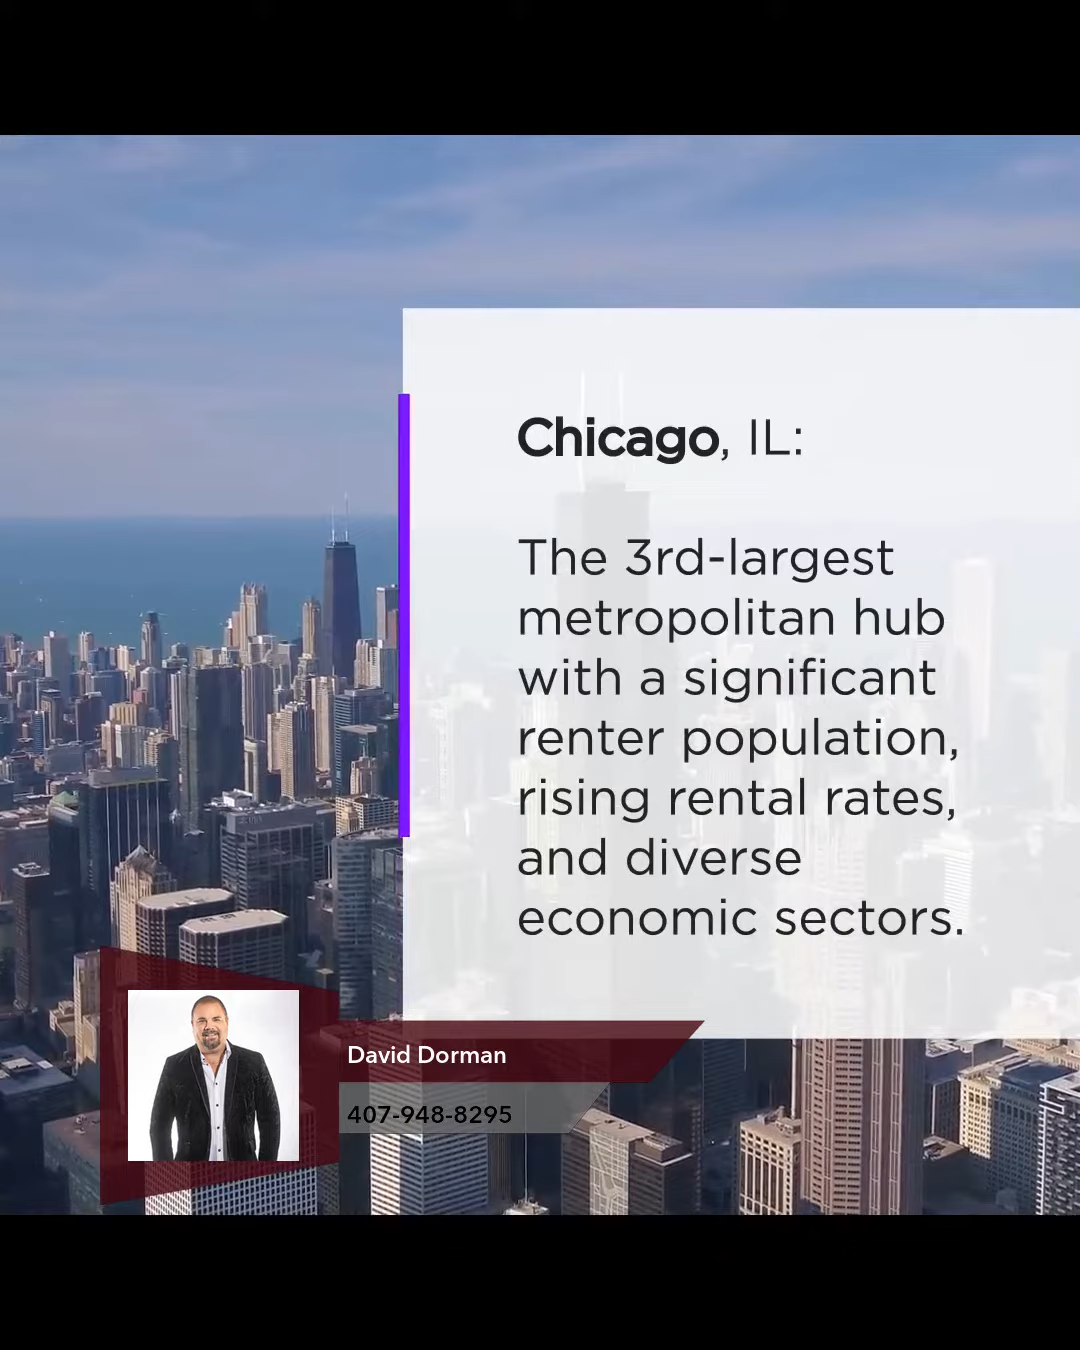 Chicago, IL:
The 3rd-largest
metropolitan hub
with a significant
renter population,
rising rental rates,
and diverse
economic sectors.
David Dorman
407-948-8295